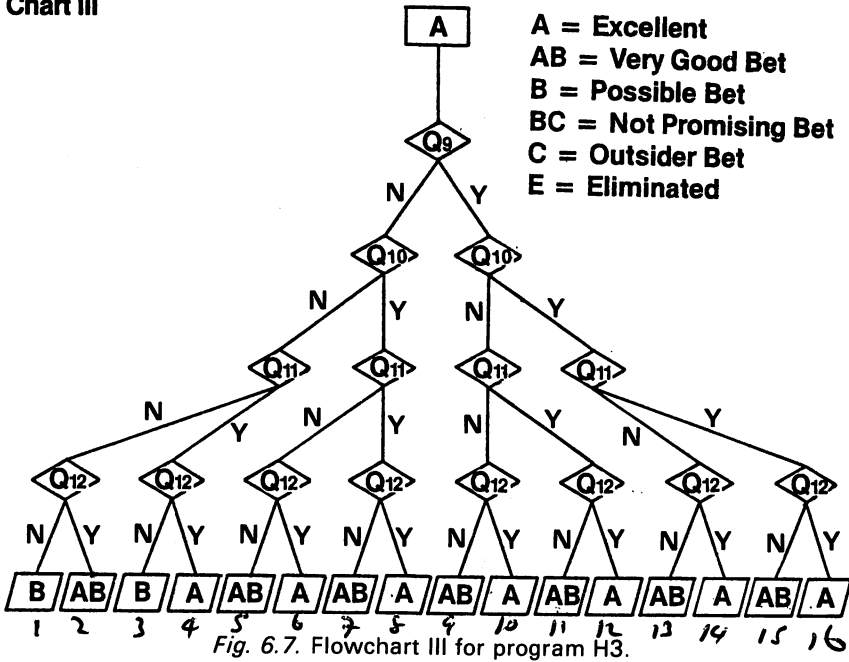 Chart III
A
A = Excellent
AB = Very Good Bet
B = Possible Bet
BC = Not Promising Bet
C = Outsider Bet
E = Eliminated
Q9
N Y
Q10 Q10
N Y N Y
Q11 Q11 Q11 Q11
N Y N Y N Y N Y
Q12 Q12 Q12 Q12 Q12 Q12 Q12 Q12
N Y N Y N Y N Y N Y N Y N Y N Y
B AB B A AB A AB A AB A AB A AB A AB A
1 2 3 4 5 6 7 8 9 10 11 12 13 14 15 16
Fig. 6.7. Flowchart III for program H3.